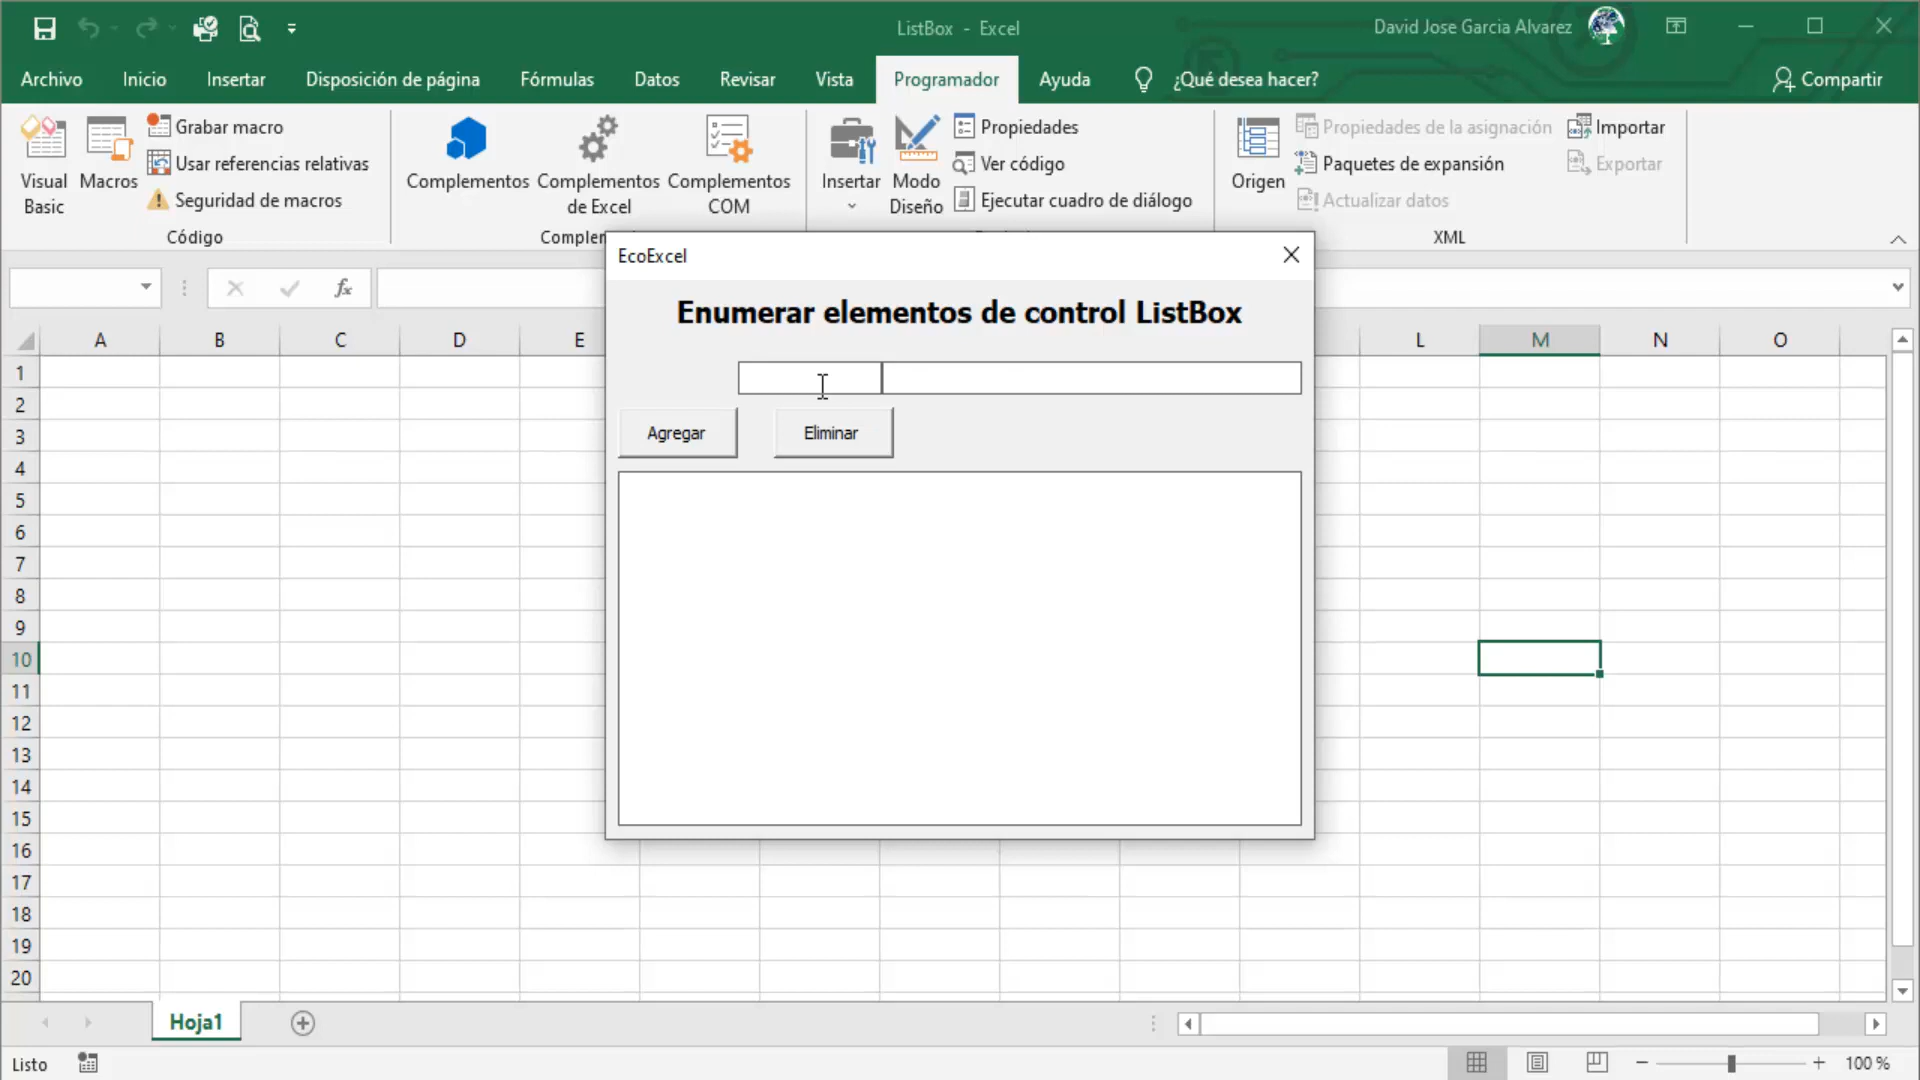 ListBox - Excel
David Jose Garcia Alvarez
Archivo Inicio Insertar Disposición de página Fórmulas Datos Revisar Vista Programador Ayuda ¿Qué desea hacer? Compartir
Visual Basic
Macros
Grabar macro
Usar referencias relativas
Seguridad de macros
Código
Complementos
Complementos de Excel
Complementos COM
Complem
Insertar
Modo Diseño
Propiedades
Ver código
Ejecutar cuadro de diálogo
Origen
Propiedades de la asignación
Paquetes de expansión
Actualizar datos
Importar
Exportar
XML
fx
EcoExcel
Enumerar elementos de control ListBox
Agregar Eliminar
A B C D E L M N O
1
2
3
4
5
6
7
8
9
10
11
12
13
14
15
16
17
18
19
20
Hoja1
Listo
100 %